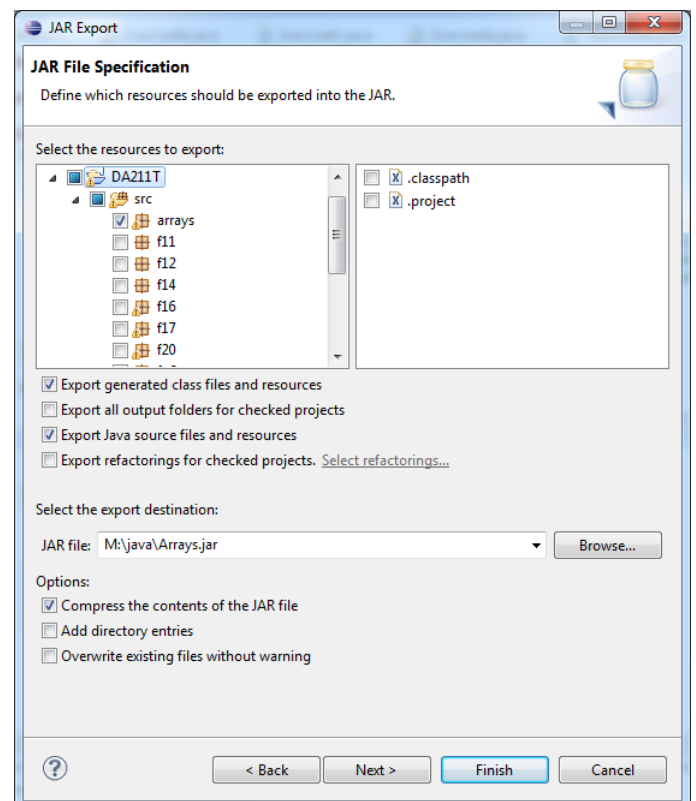 JAR Export
JAR File Specification
Define which resources should be exported into the JAR.
Select the resources to export:
DA211T
src
arrays
f11
f12
f14
f16
f17
f20
.classpath
.project
Export generated class files and resources
Export all output folders for checked projects
Export Java source files and resources
Export refactorings for checked projects. Select refactorings...
Select the export destination:
JAR file: M:\java\Arrays.jar Browse...
Options:
Compress the contents of the JAR file
Add directory entries
Overwrite existing files without warning
? < Back Next > Finish Cancel